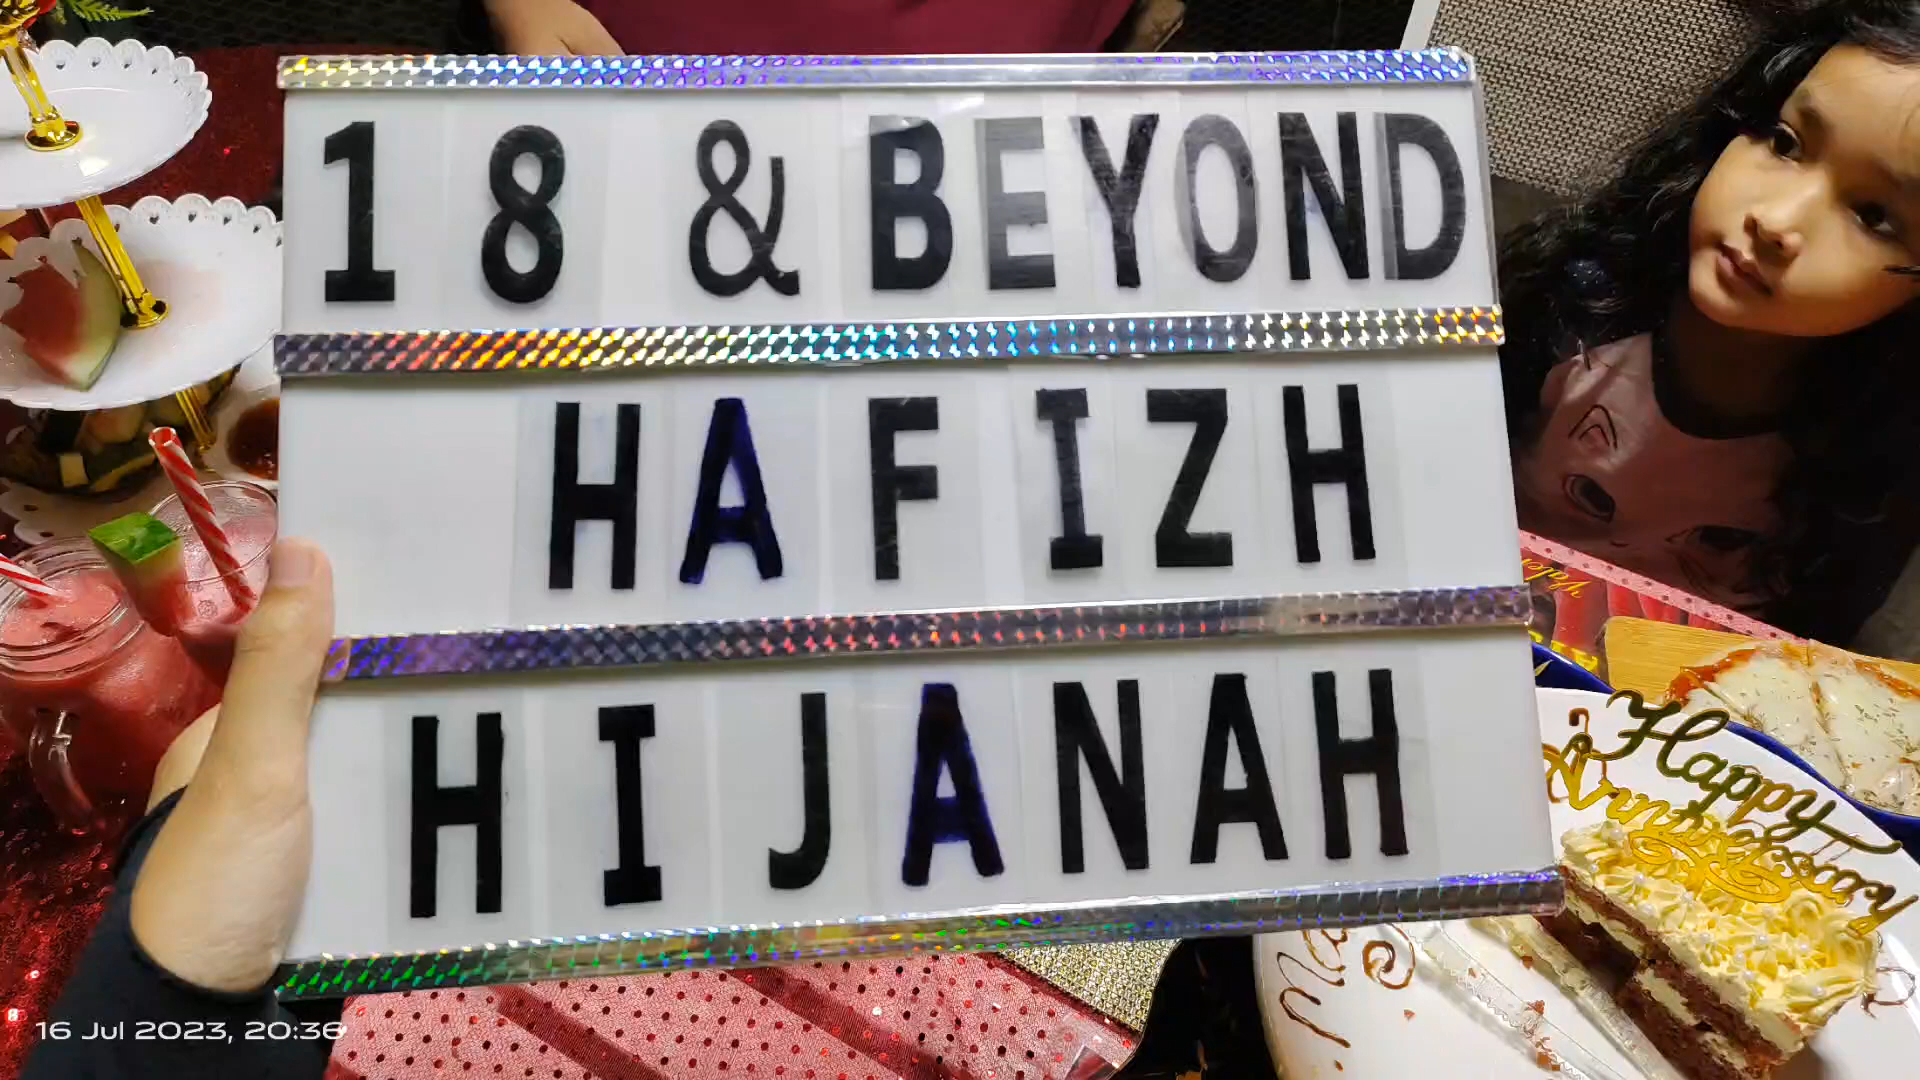 18 & BEYOND
HAFIZH
HIJANAH
Happy
Anniversary
16 Jul 2023, 20:36